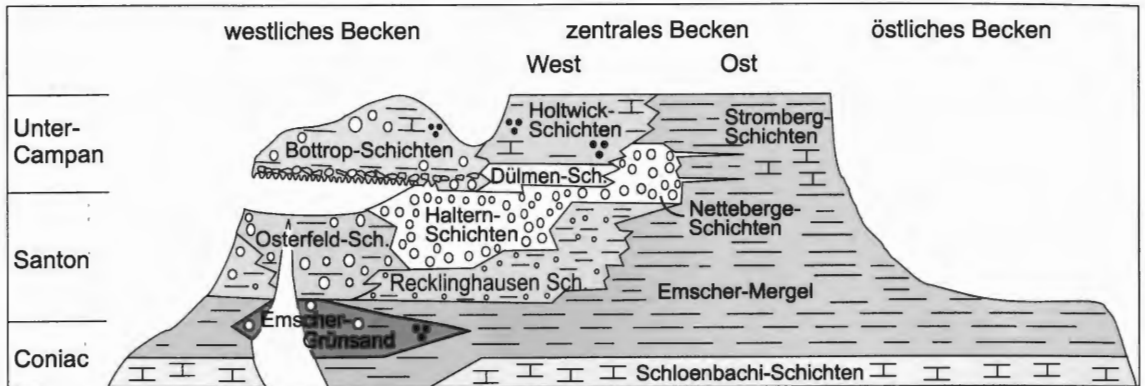 westliches Becken
zentrales Becken
östliches Becken
West
Ost
Unter-
Campan
Santon
Coniac
Holtwick-
Schichten
Stromberg-
Schichten
Bottrop-Schichten
Dülmen-Sch.
Netteberge-
Schichten
Haltern-
Schichten
Osterfeld-Sch.
Recklinghausen Sch.
Emscher-Mergel
Emscher-
Grünsand
Schloenbachi-Schichten